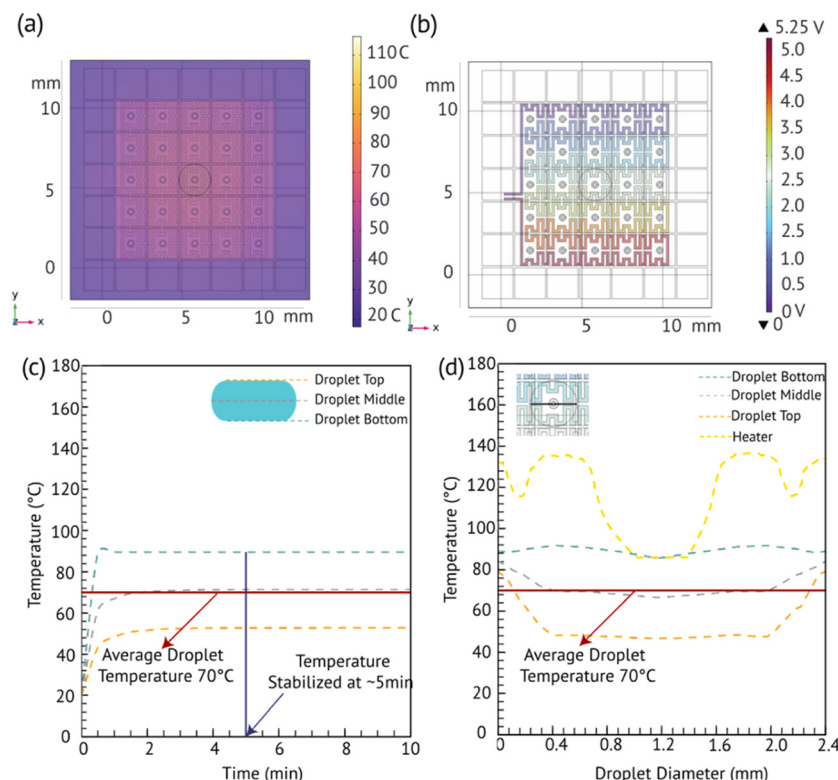 (a)
mm
10
5
0
0
5
10
mm
y
z
x
110 C
100
90
80
70
60
50
40
30
20 C
(b)
mm
10
5
0
0
5
10
mm
y
z
x
▲ 5.25 V
5.0
4.5
4.0
3.5
3.0
2.5
2.0
1.5
1.0
0.5
0 V
▼ 0
(c)
Temperature (°C)
180
160
140
120
100
80
60
40
20
0
Droplet Top
Droplet Middle
Droplet Bottom
Average Droplet
Temperature 70°C
Temperature
Stabilized at ~5min
0
2
4
6
8
10
Time (min)
(d)
Temperature (°C)
180
160
140
120
100
80
60
40
20
0
Droplet Bottom
Droplet Middle
Droplet Top
Heater
Average Droplet
Temperature 70°C
0
0.4
0.8
1.2
1.6
2.0
2.4
Droplet Diameter (mm)